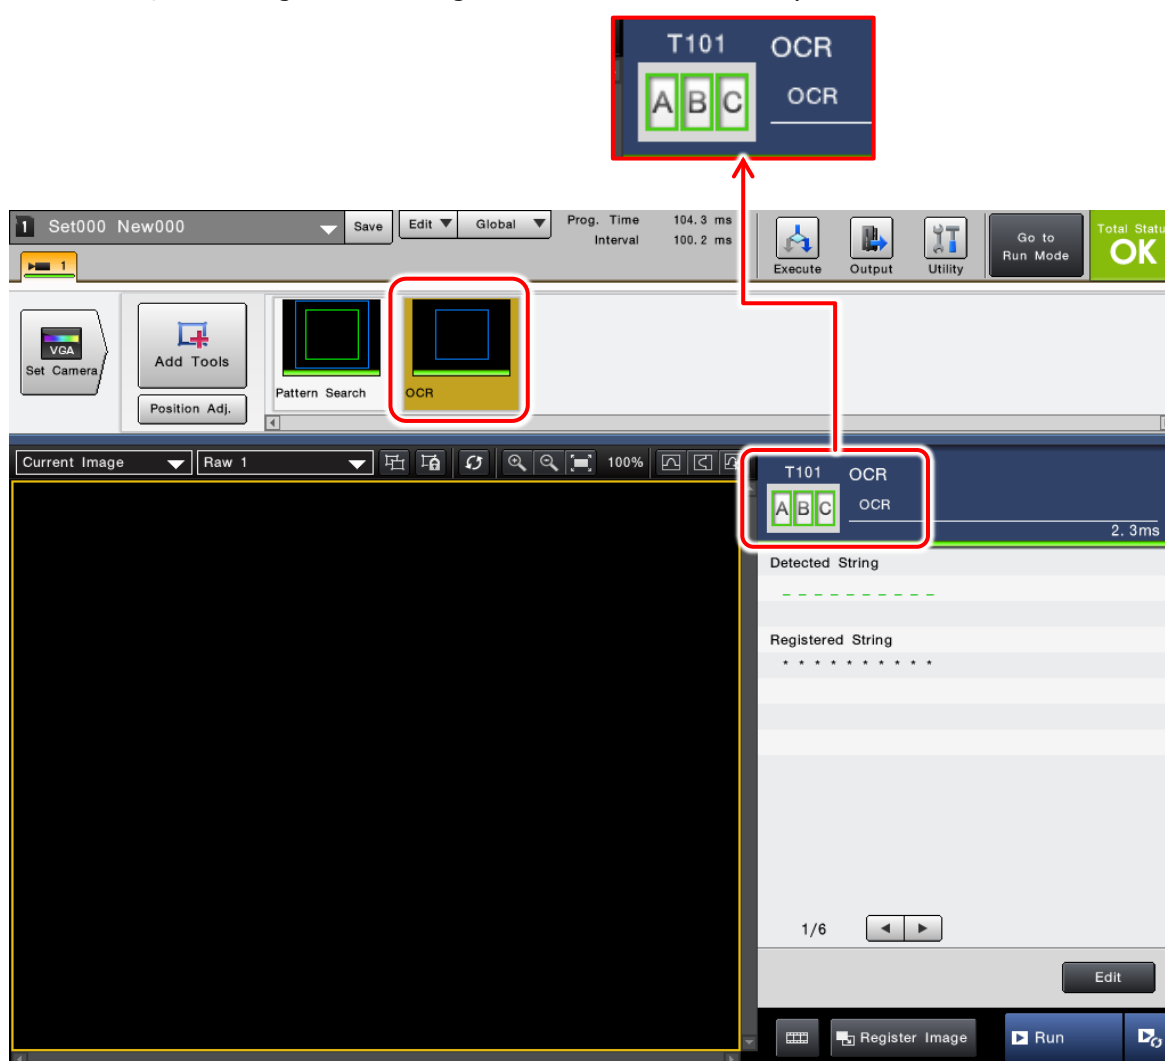 T101 OCR
A B C OCR
1 Set000 New000 Save Edit Global Prog. Time 104.3 ms
Interval 100.2 ms
Execute Output Utility Go to Run Mode Total Statu OK
1
VGA
Set Camera
Add Tools
Position Adj.
Pattern Search
OCR
Current Image Raw 1 100%
T101 OCR
A B C OCR
2.3ms
Detected String
_ _ _ _ _ _ _ _ _ _
Registered String
* * * * * * * * * *
1/6
Edit
Register Image Run